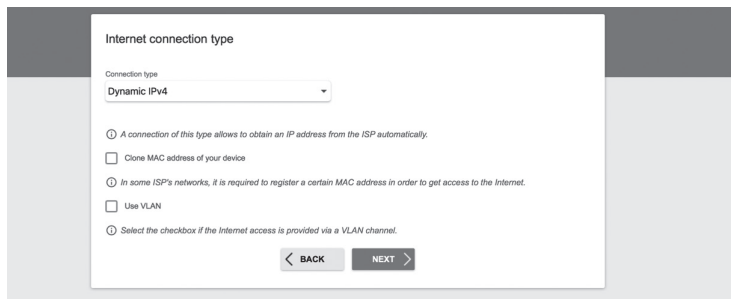 Internet connection type
Connection type
Dynamic IPv4
A connection of this type allows to obtain an IP address from the ISP automatically.
Clone MAC address of your device
In some ISP's networks, it is required to register a certain MAC address in order to get access to the Internet.
Use VLAN
Select the checkbox if the Internet access is provided via a VLAN channel.
BACK NEXT